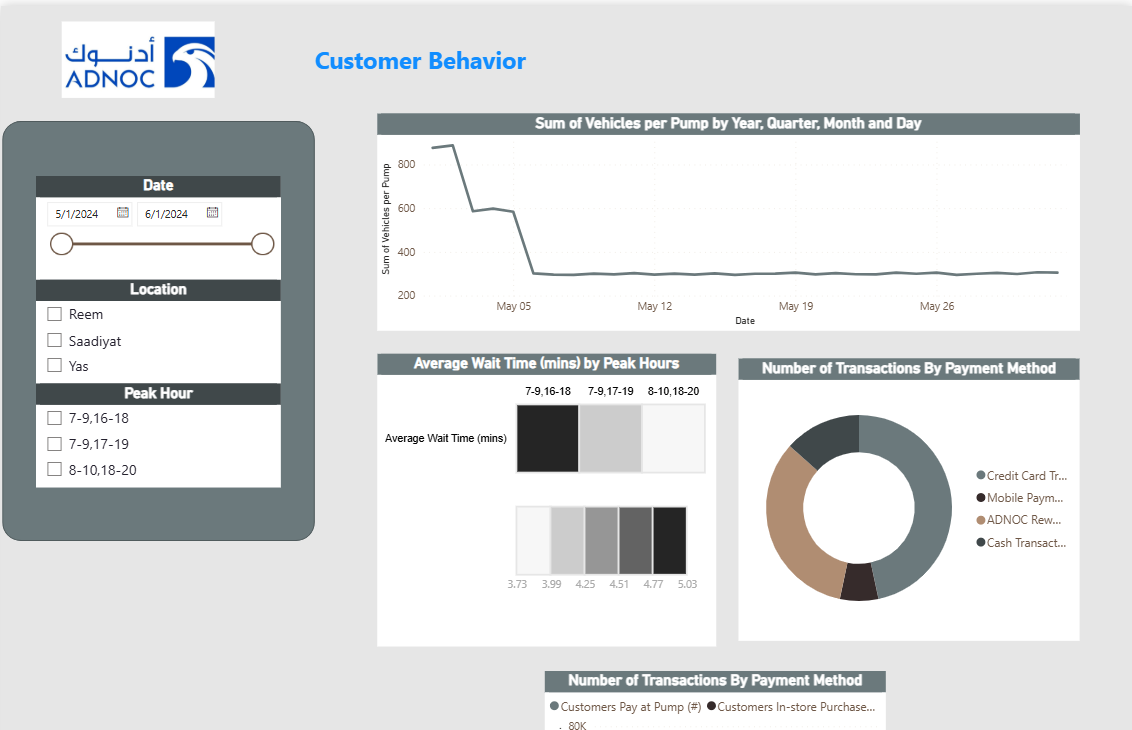 أدنـوك
ADNOC
Customer Behavior
Date
5/1/2024 6/1/2024
Location
Reem
Saadiyat
Yas
Peak Hour
7-9,16-18
7-9,17-19
8-10,18-20
Sum of Vehicles per Pump by Year, Quarter, Month and Day
Sum of Vehicles per Pump
800
600
400
200
May 05 May 12 May 19 May 26
Date
Average Wait Time (mins) by Peak Hours
7-9,16-18 7-9,17-19 8-10,18-20
Average Wait Time (mins)
3.73 3.99 4.25 4.51 4.77 5.03
Number of Transactions By Payment Method
Credit Card Tr...
Mobile Paym...
ADNOC Rew...
Cash Transact...
Number of Transactions By Payment Method
Customers Pay at Pump (#) Customers In-store Purchase...
80K